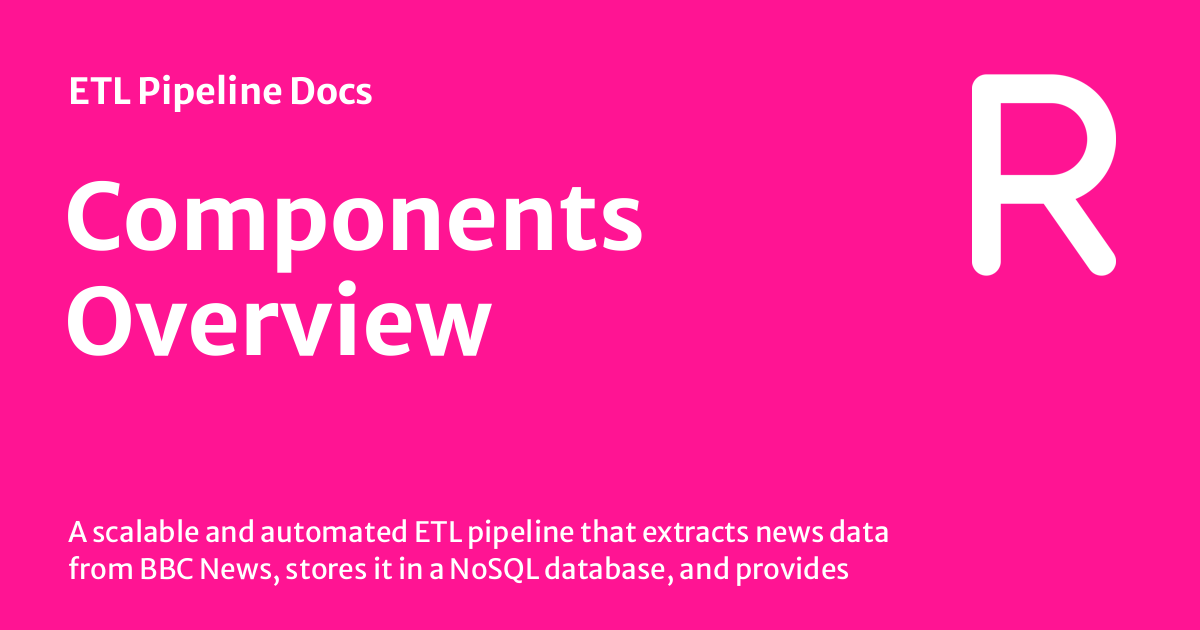 ETL Pipeline Docs
R
Components
Overview
A scalable and automated ETL pipeline that extracts news data
from BBC News, stores it in a NoSQL database, and provides